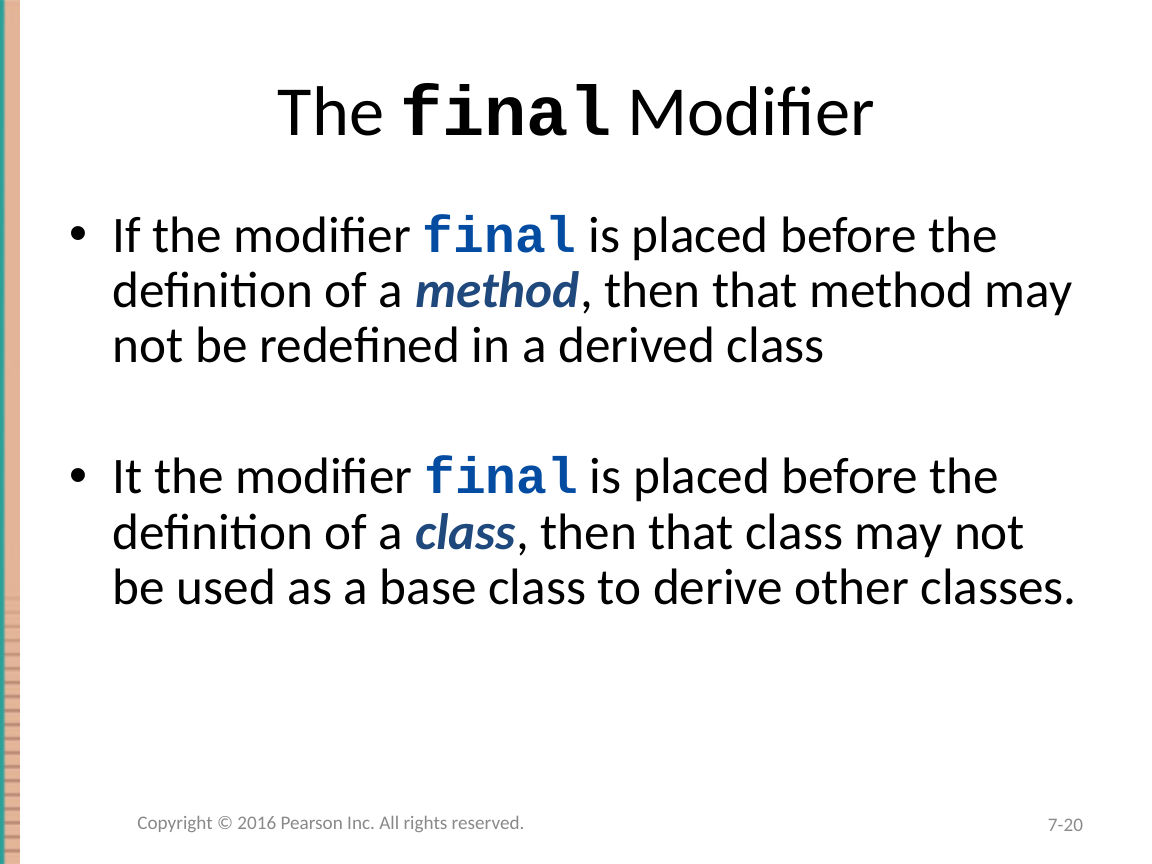 The final Modifier
• If the modifier final is placed before the
definition of a method, then that method may
not be redefined in a derived class
• It the modifier final is placed before the
definition of a class, then that class may not
be used as a base class to derive other classes.
Copyright © 2016 Pearson Inc. All rights reserved.
7-20